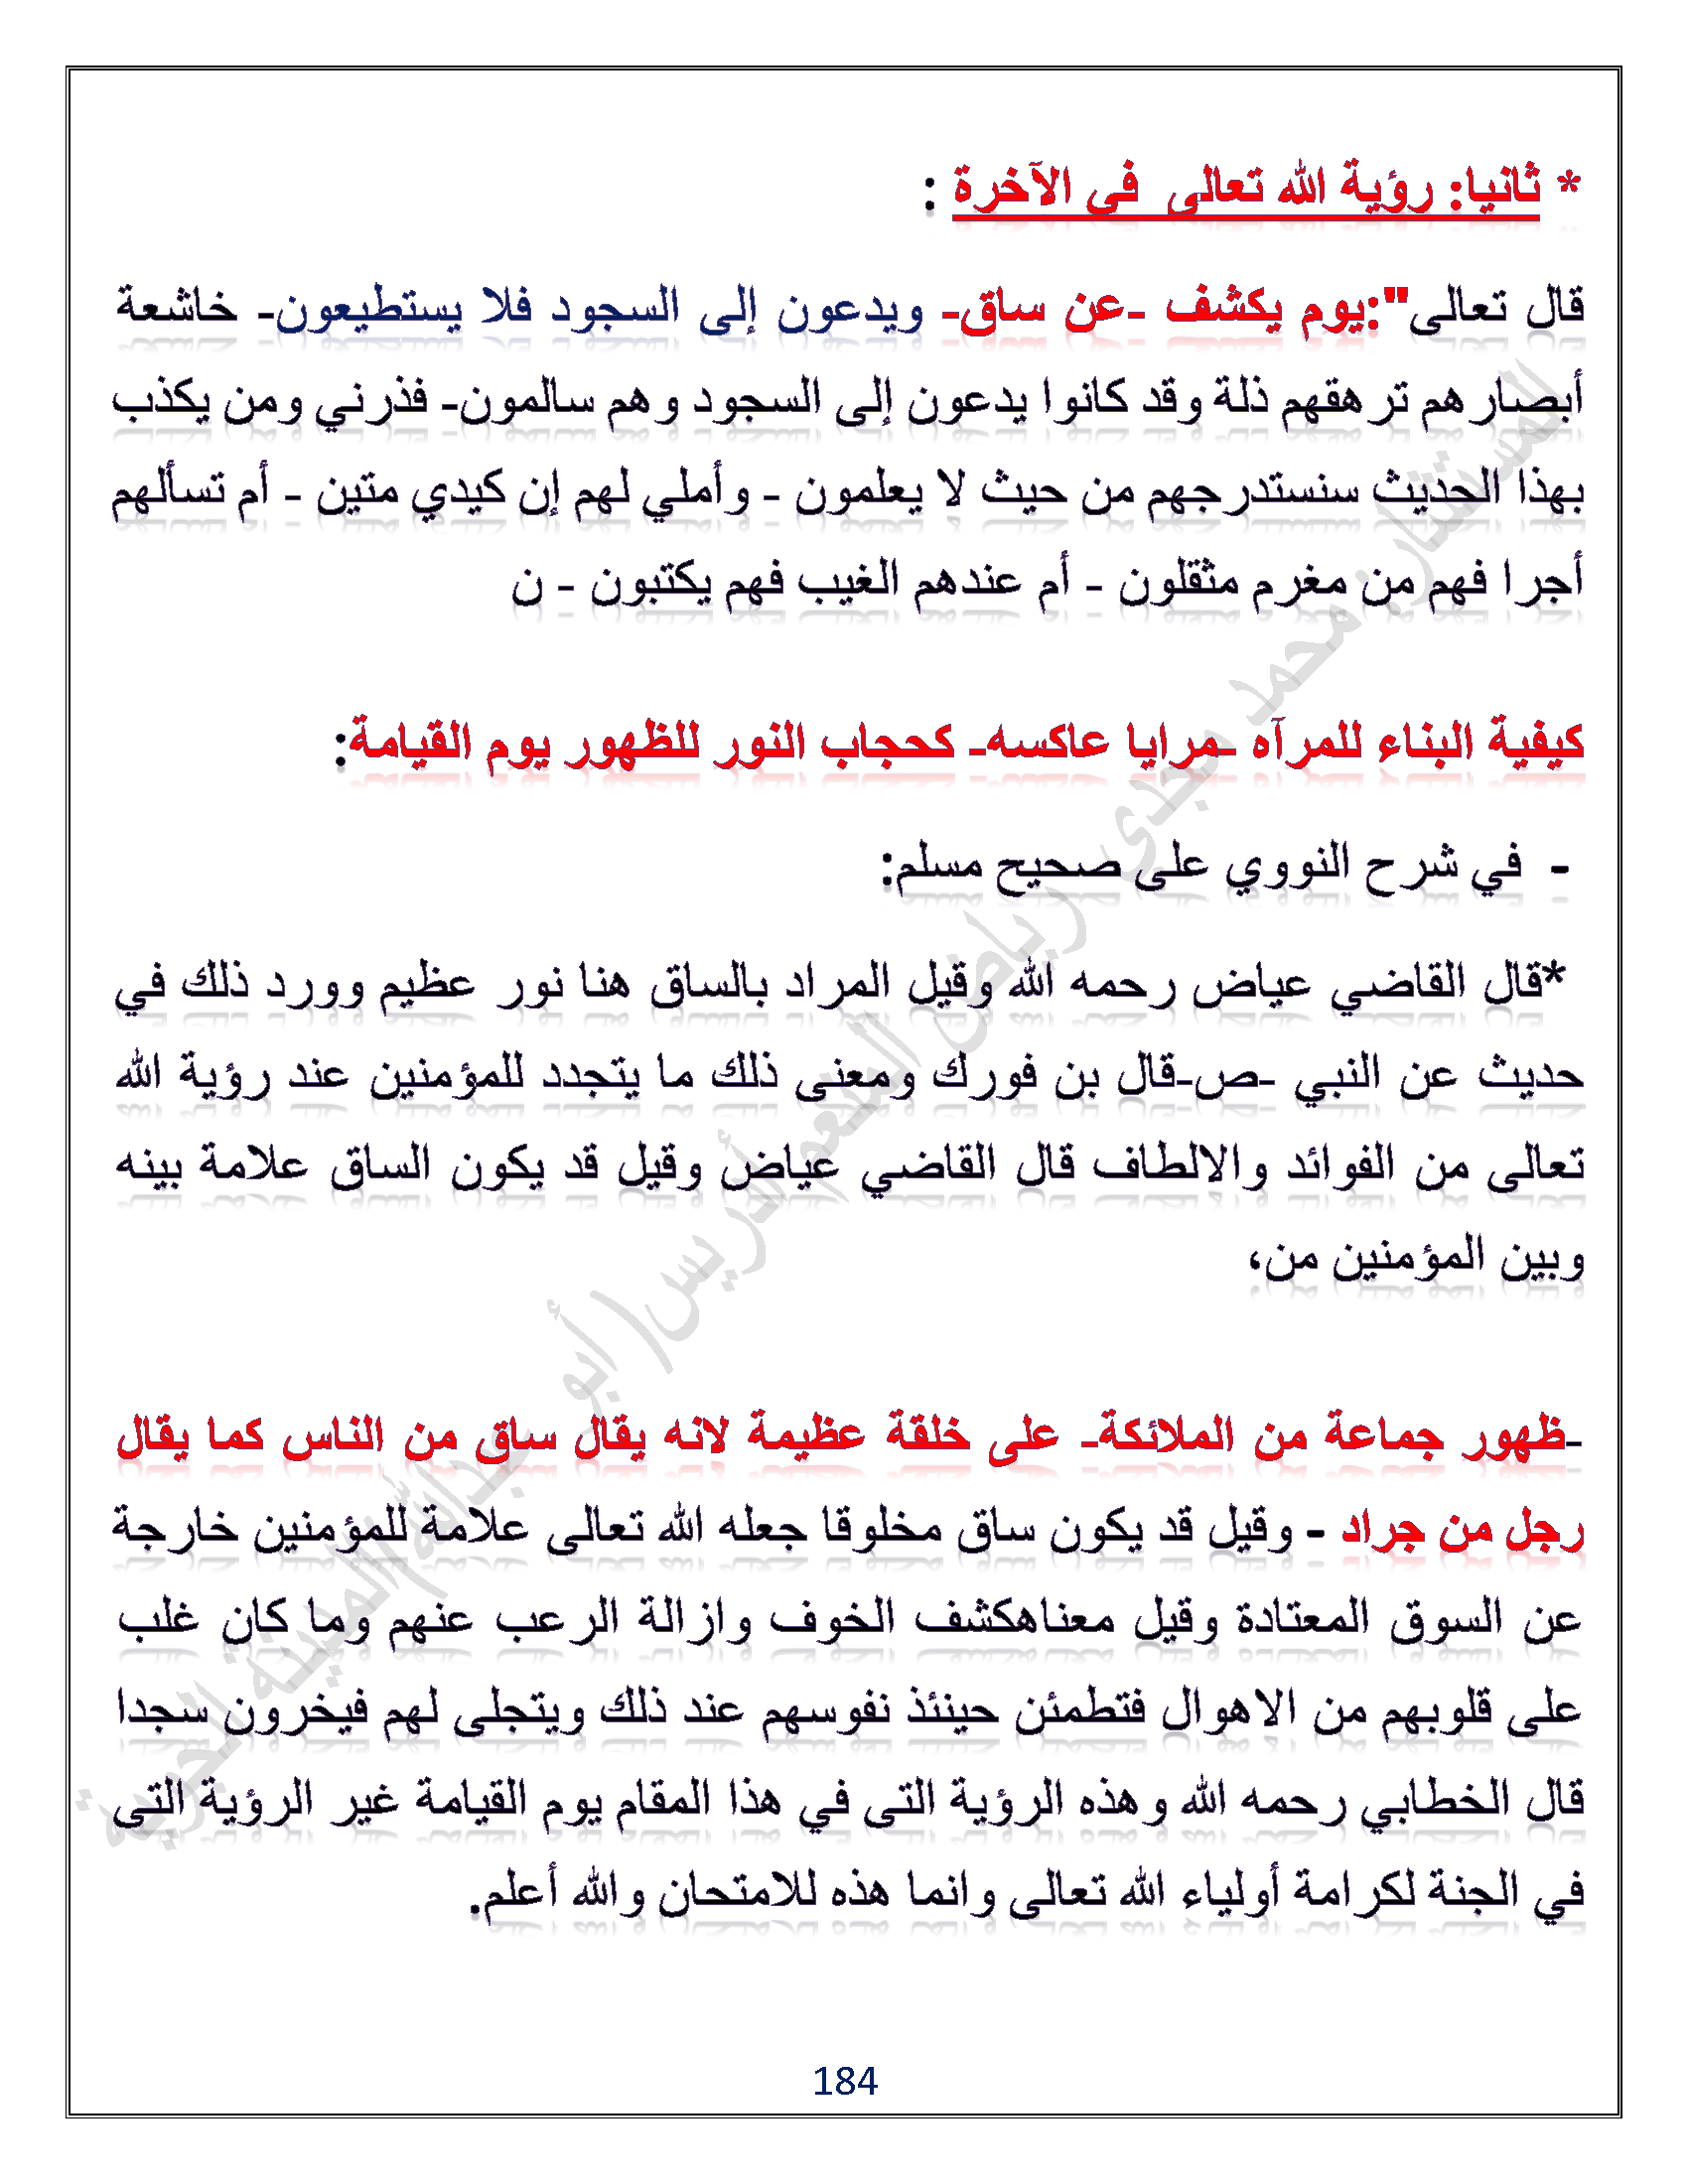 * ثانيا: رؤية الله تعالى  فى الآخرة :
قال تعالى":يوم يكشف -عن ساق- ويدعون إلى السجود فلا يستطيعون- خاشعة
أبصارهم ترهقهم ذلة وقد كانوا يدعون إلى السجود وهم سالمون- فذرني ومن يكذب
بهذا الحديث سنستدرجهم من حيث لا يعلمون - وأملي لهم إن كيدي متين - أم تسألهم
أجرا فهم من مغرم مثقلون - أم عندهم الغيب فهم يكتبون - ن
كيفية البناء للمرآه -مرايا عاكسه- كحجاب النور للظهور يوم القيامة:
- في شرح النووي على صحيح مسلم:
*قال القاضي عياض رحمه الله وقيل المراد بالساق هنا نور عظيم وورد ذلك في
حديث عن النبي -ص-قال بن فورك ومعنى ذلك ما يتجدد للمؤمنين عند رؤية الله
تعالى من الفوائد والالطاف قال القاضي عياض وقيل قد يكون الساق علامة بينه
وبين المؤمنين من،
-ظهور جماعة من الملائكة- على خلقة عظيمة لانه يقال ساق من الناس كما يقال
رجل من جراد - وقيل قد يكون ساق مخلوقا جعله الله تعالى علامة للمؤمنين خارجة
عن السوق المعتادة وقيل معناهكشف الخوف وازالة الرعب عنهم وما كان غلب
على قلوبهم من الاهوال فتطمئن حينئذ نفوسهم عند ذلك ويتجلى لهم فيخرون سجدا
قال الخطابي رحمه الله وهذه الرؤية التى في هذا المقام يوم القيامة غير الرؤية التى
في الجنة لكرامة أولياء الله تعالى وانما هذه للامتحان والله أعلم.
184